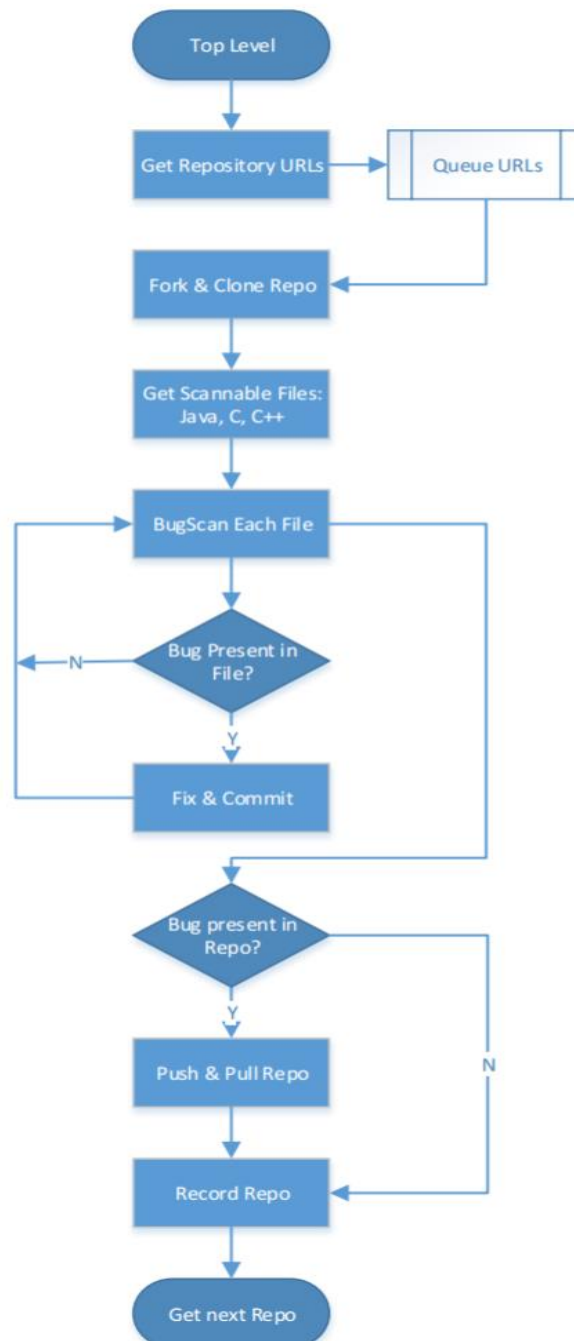 Top Level
Get Repository URLs
Queue URLs
Fork & Clone Repo
Get Scannable Files:
Java, C, C++
BugScan Each File
Bug Present in
File?
N
Y
Fix & Commit
Bug present in
Repo?
Y
N
Push & Pull Repo
Record Repo
Get next Repo